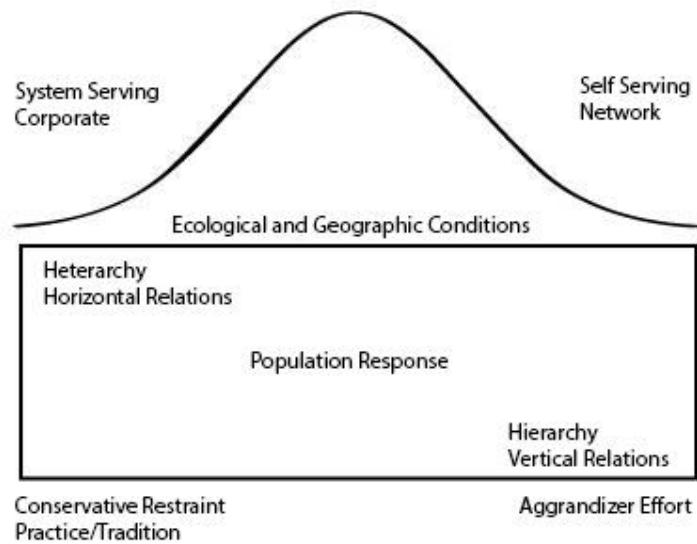 System Serving
Corporate
Self Serving
Network
Ecological and Geographic Conditions
Heterarchy
Horizontal Relations
Population Response
Hierarchy
Vertical Relations
Conservative Restraint
Practice/Tradition
Aggrandizer Effort